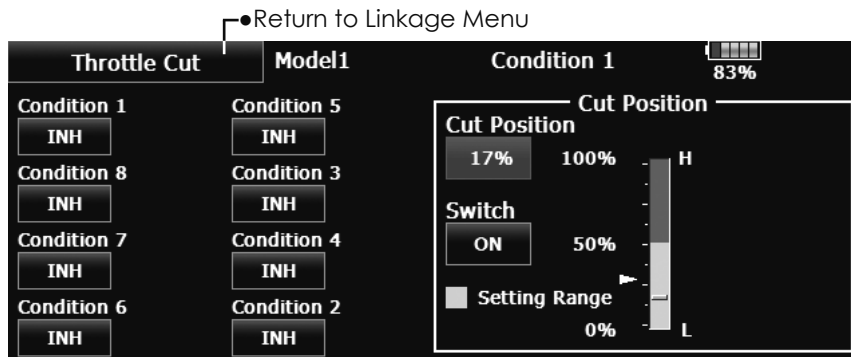 Return to Linkage Menu
Throttle Cut Model1 Condition 1 83%
Condition 1 Condition 5
INH INH
Condition 8 Condition 3
INH INH
Condition 7 Condition 4
INH INH
Condition 6 Condition 2
INH INH
Cut Position
Cut Position
17% 100% H
Switch
ON 50%
Setting Range
0% L